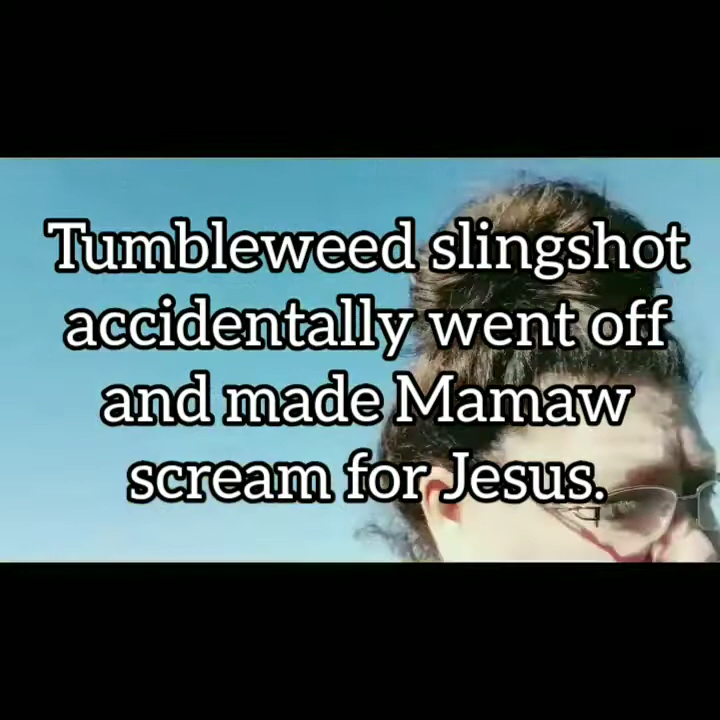 Tumbleweed slingshot
accidentally went off
and made Mamaw
scream for Jesus.